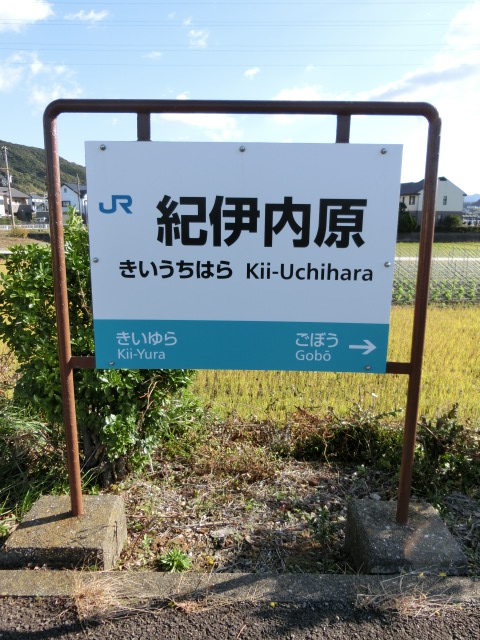 JR 紀伊内原
きいうちはら Kii-Uchihara
きいゆら ごぼう →
Kii-Yura Gobō